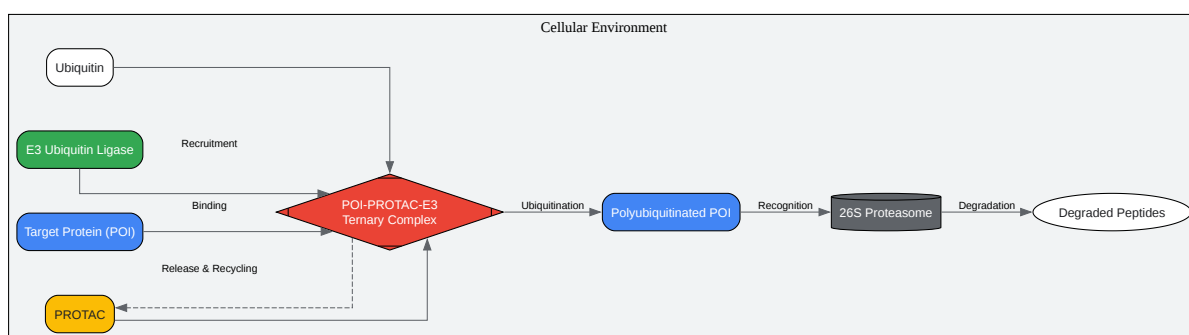 Cellular Environment
Ubiquitin
E3 Ubiquitin Ligase
Recruitment
Binding
Target Protein (POI)
Release & Recycling
PROTAC
POI-PROTAC-E3
Ternary Complex
Ubiquitination
Polyubiquitinated POI
Recognition
26S Proteasome
Degradation
Degraded Peptides